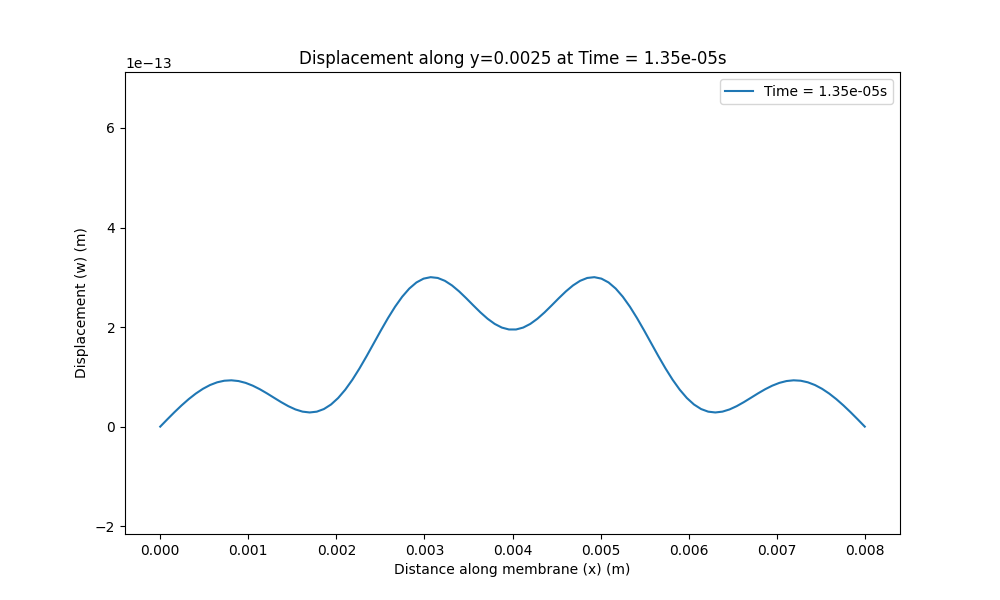 Displacement along y=0.0025 at Time = 1.35e-05s
1e−13
Time = 1.35e-05s
6
4
2
0
−2
Displacement (w) (m)
0.000 0.001 0.002 0.003 0.004 0.005 0.006 0.007 0.008
Distance along membrane (x) (m)